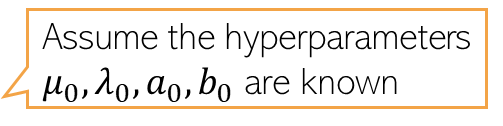 Assume the hyperparameters
μ₀, λ₀, a₀, b₀ are known